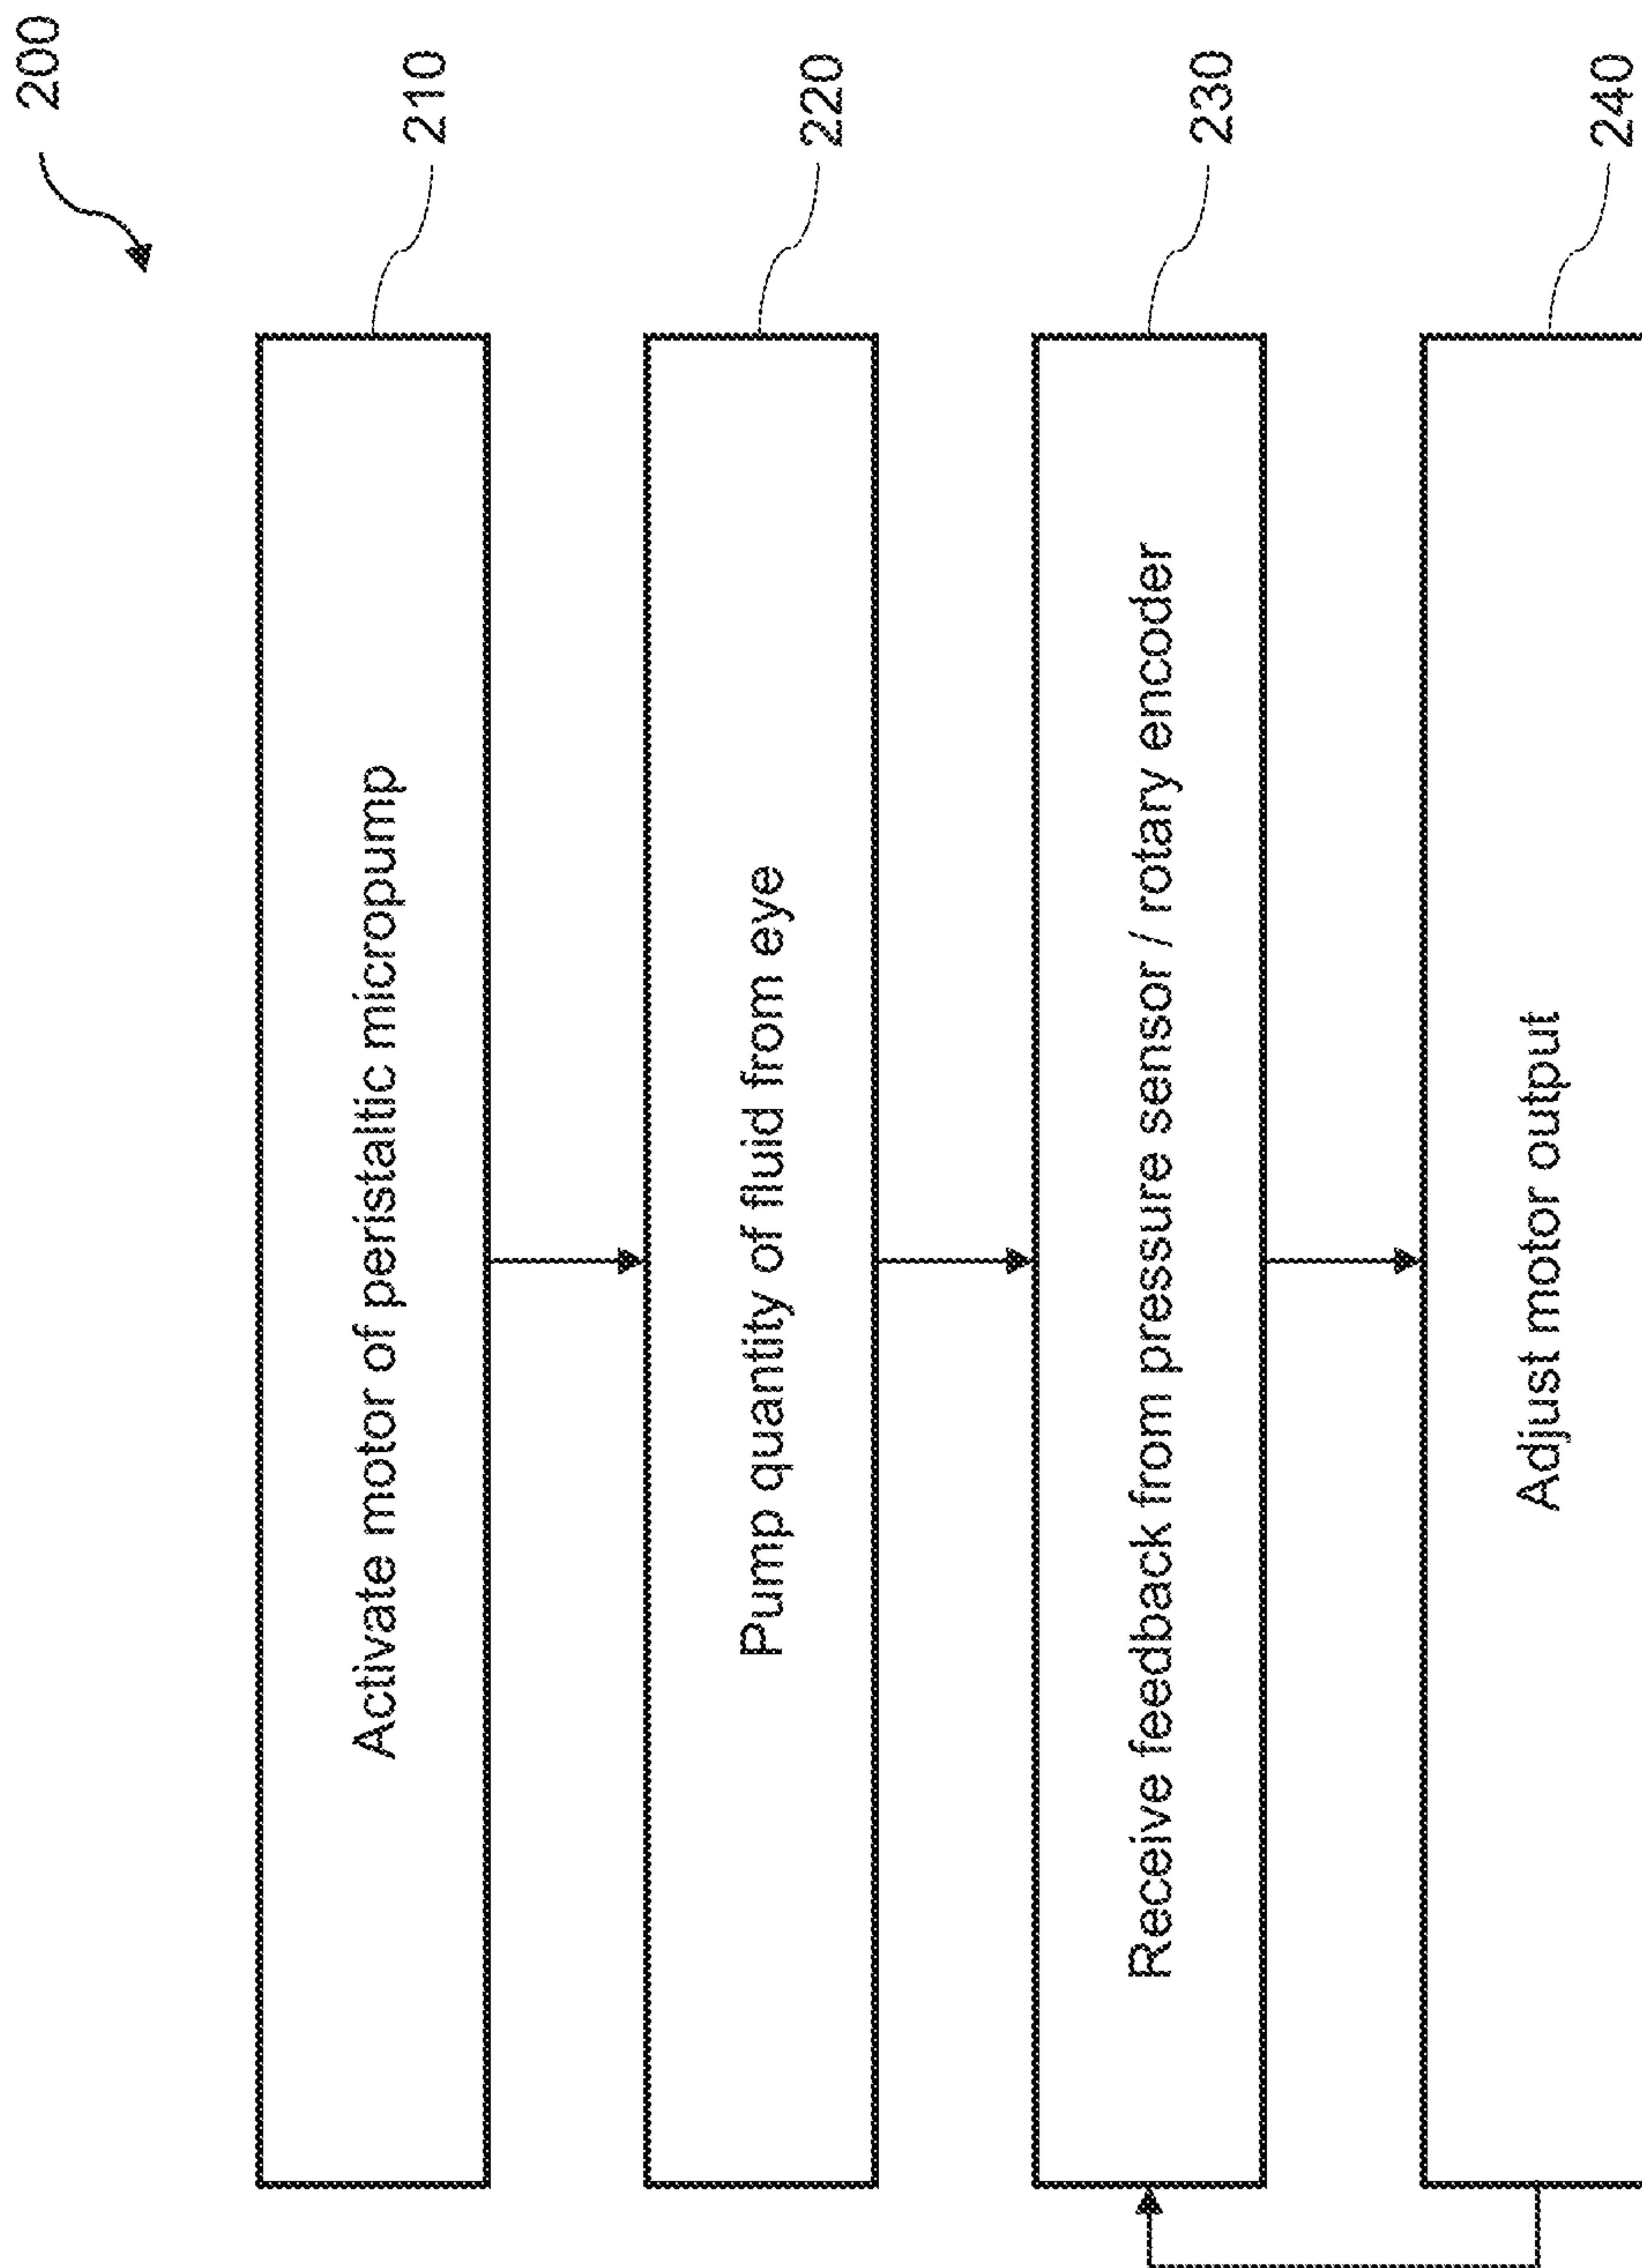 200
Activate motor of peristaltic micropump
210
Pump quantity of fluid from eye
220
Receive feedback from pressure sensor / rotary encoder
230
Adjust motor output
240